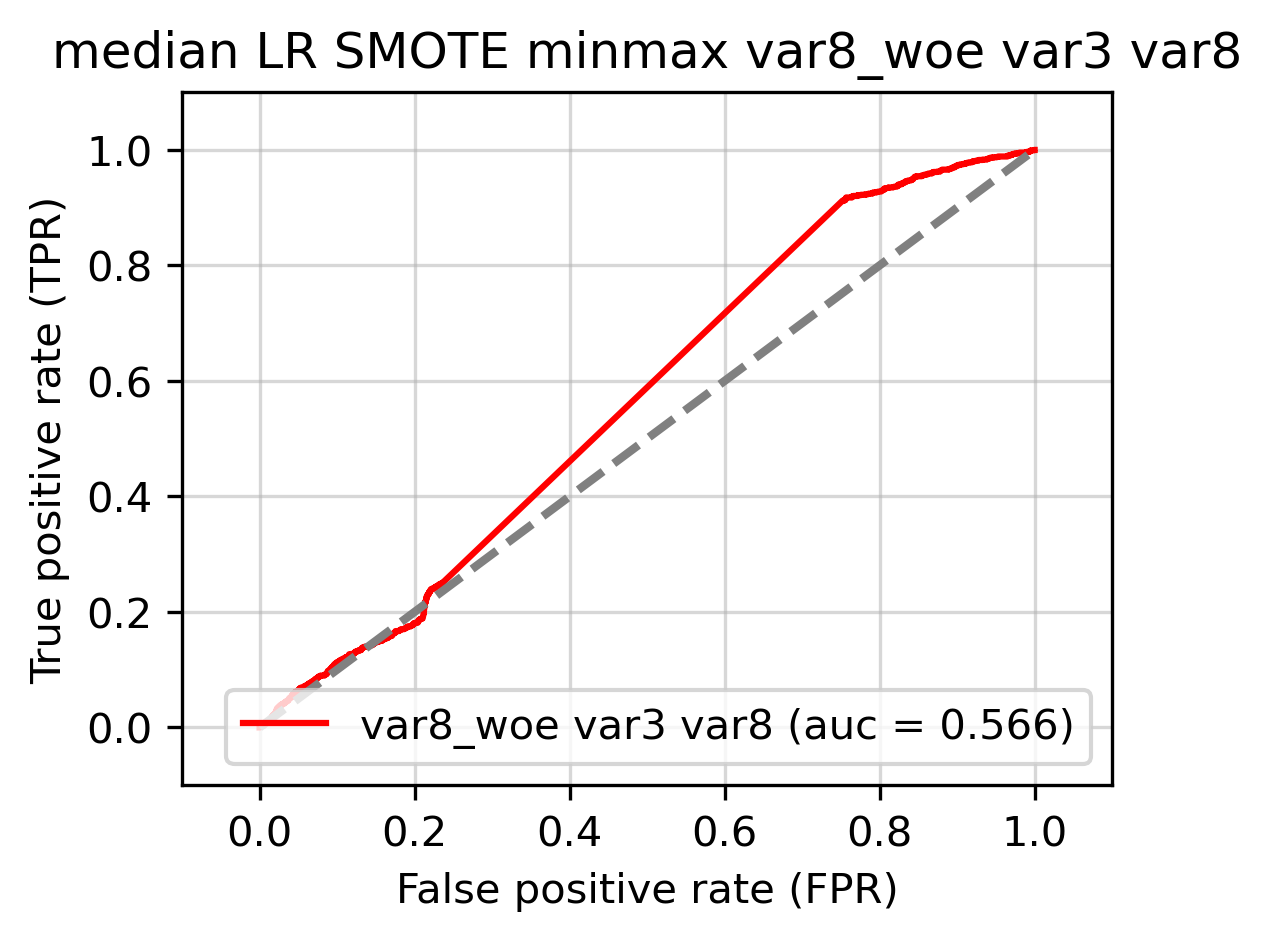 median LR SMOTE minmax var8_woe var3 var8
True positive rate (TPR)
1.0
0.8
0.6
0.4
0.2
0.0
var8_woe var3 var8 (auc = 0.566)
0.0 0.2 0.4 0.6 0.8 1.0
False positive rate (FPR)